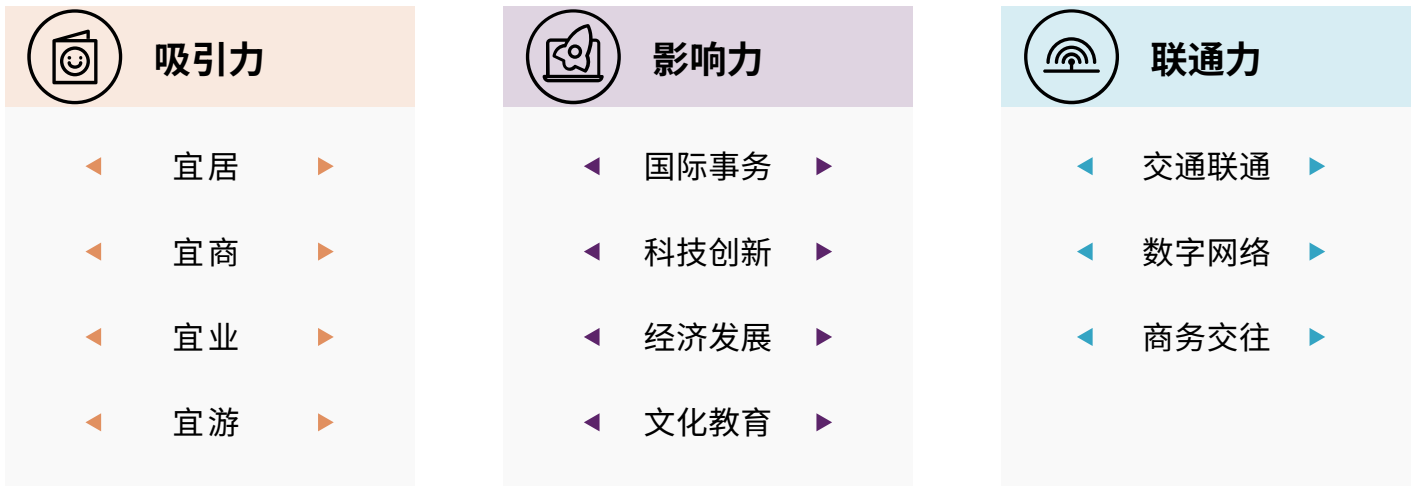 吸引力
宜居
宜商
宜业
宜游
影响力
国际事务
科技创新
经济发展
文化教育
联通力
交通联通
数字网络
商务交往